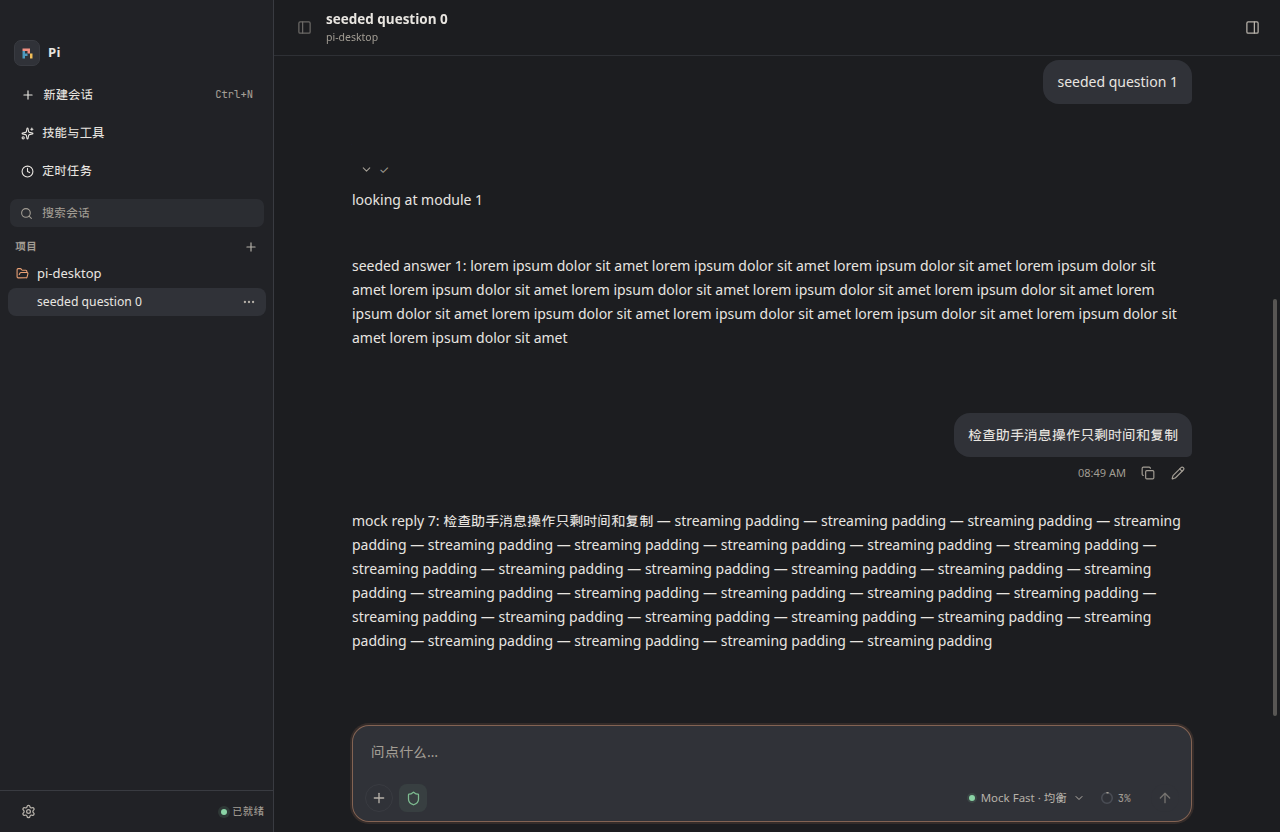 Pi
新建会话 Ctrl+N
技能与工具
定时任务
搜索会话
项目
pi-desktop
seeded question 0
已就绪
seeded question 0
pi-desktop
seeded question 1
looking at module 1
seeded answer 1: lorem ipsum dolor sit amet lorem ipsum dolor sit amet lorem ipsum dolor sit amet lorem ipsum dolor sit
amet lorem ipsum dolor sit amet lorem ipsum dolor sit amet lorem ipsum dolor sit amet lorem ipsum dolor sit amet lorem
ipsum dolor sit amet lorem ipsum dolor sit amet lorem ipsum dolor sit amet lorem ipsum dolor sit amet lorem ipsum dolor sit
amet lorem ipsum dolor sit amet
检查助手消息操作只剩时间和复制
08:49 AM
mock reply 7: 检查助手消息操作只剩时间和复制 — streaming padding — streaming padding — streaming padding — streaming
padding — streaming padding — streaming padding — streaming padding — streaming padding — streaming padding —
streaming padding — streaming padding — streaming padding — streaming padding — streaming padding — streaming
padding — streaming padding — streaming padding — streaming padding — streaming padding — streaming padding —
streaming padding — streaming padding — streaming padding — streaming padding — streaming padding — streaming
padding — streaming padding — streaming padding — streaming padding — streaming padding
问点什么...
Mock Fast · 均衡 3%